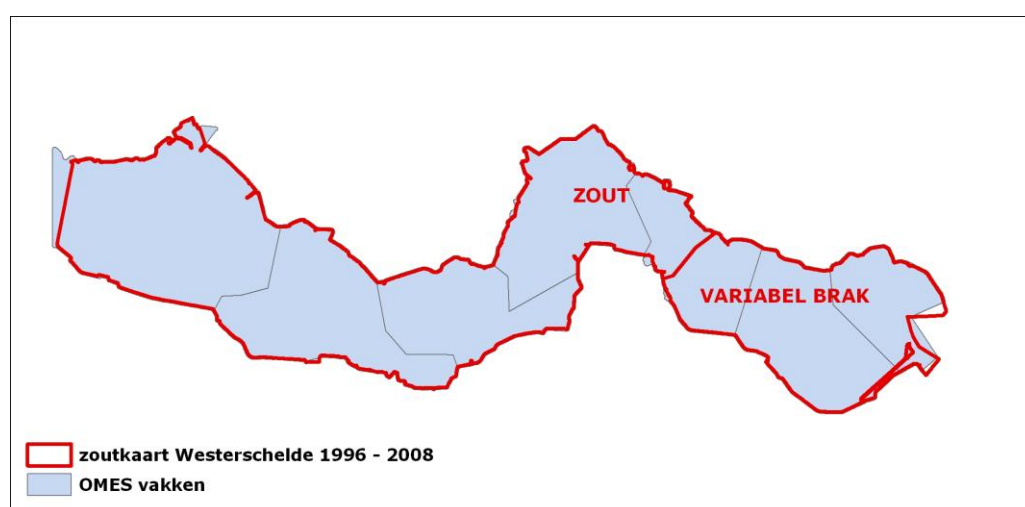 ZOUT
VARIABEL BRAK
zoutkaart Westerschelde 1996 - 2008
OMES vakken